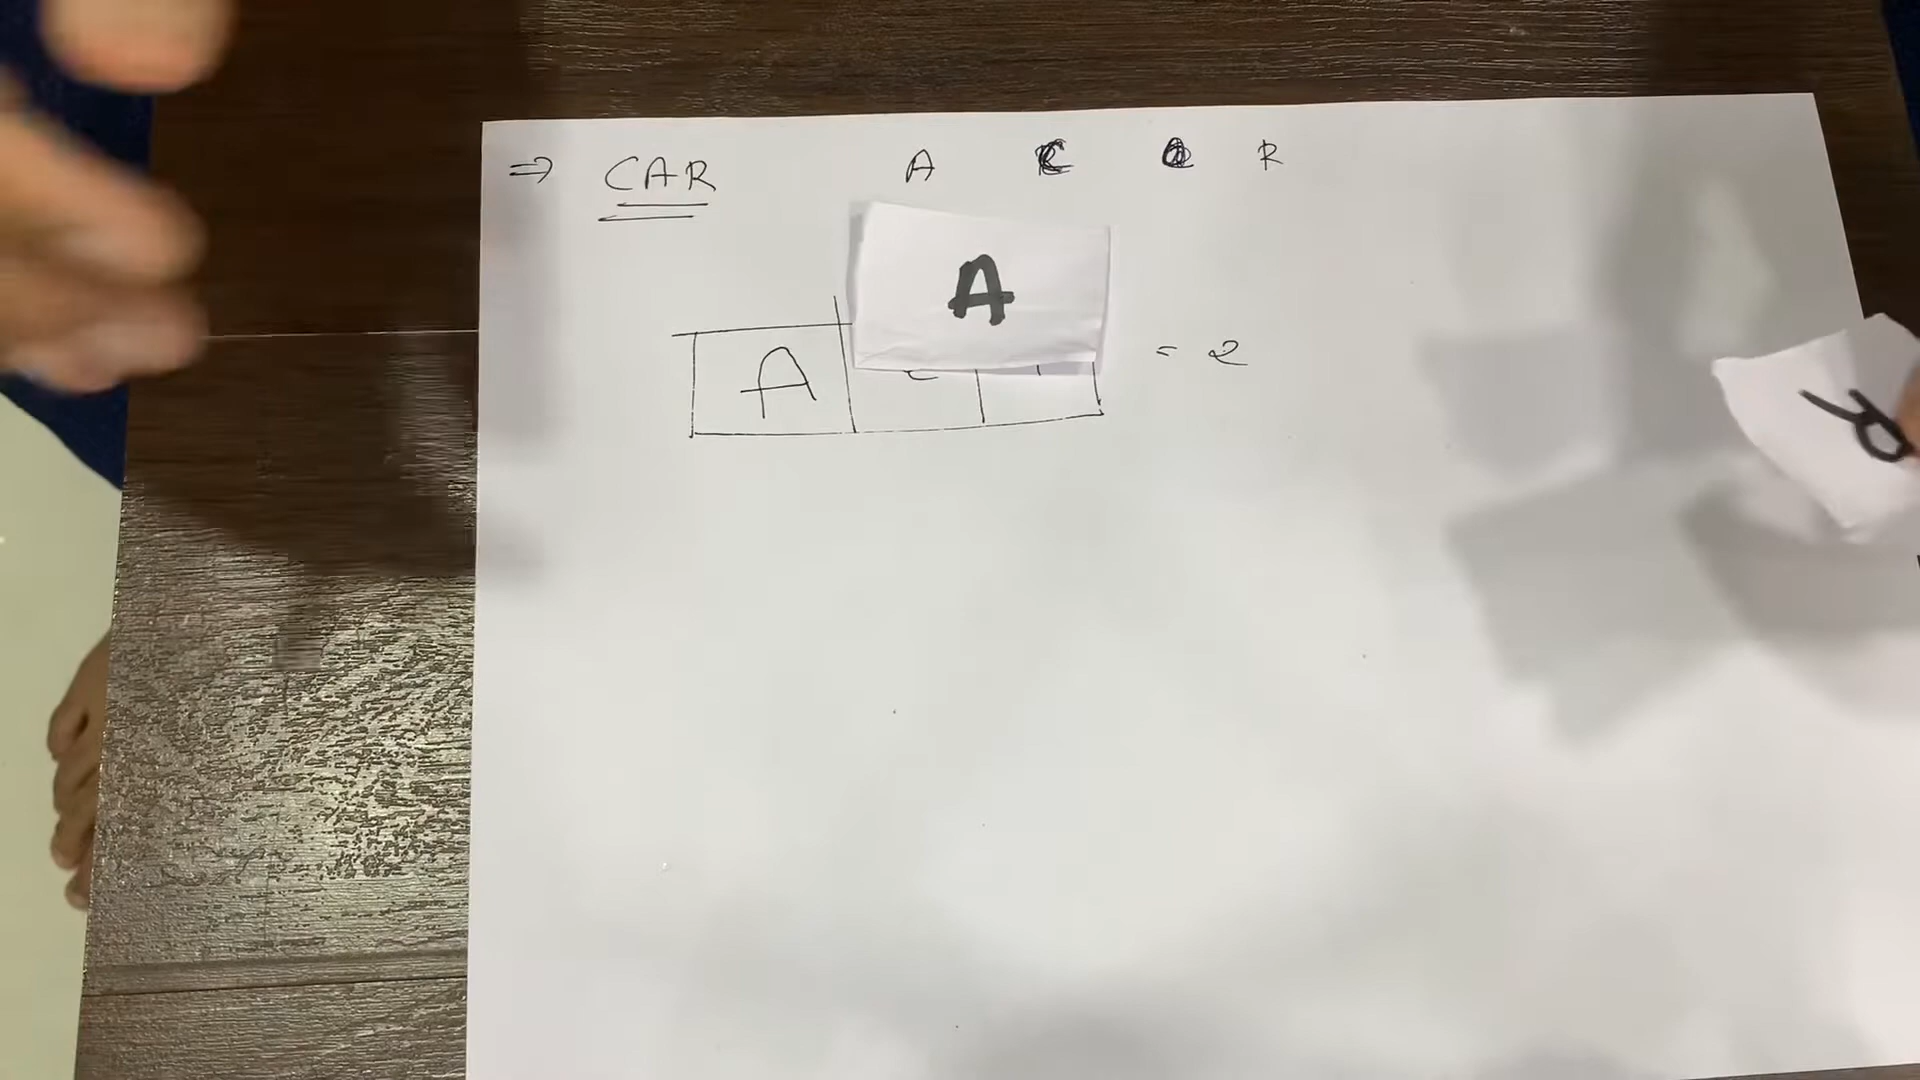 ⇒ CAR A C R
A
A = 2
R